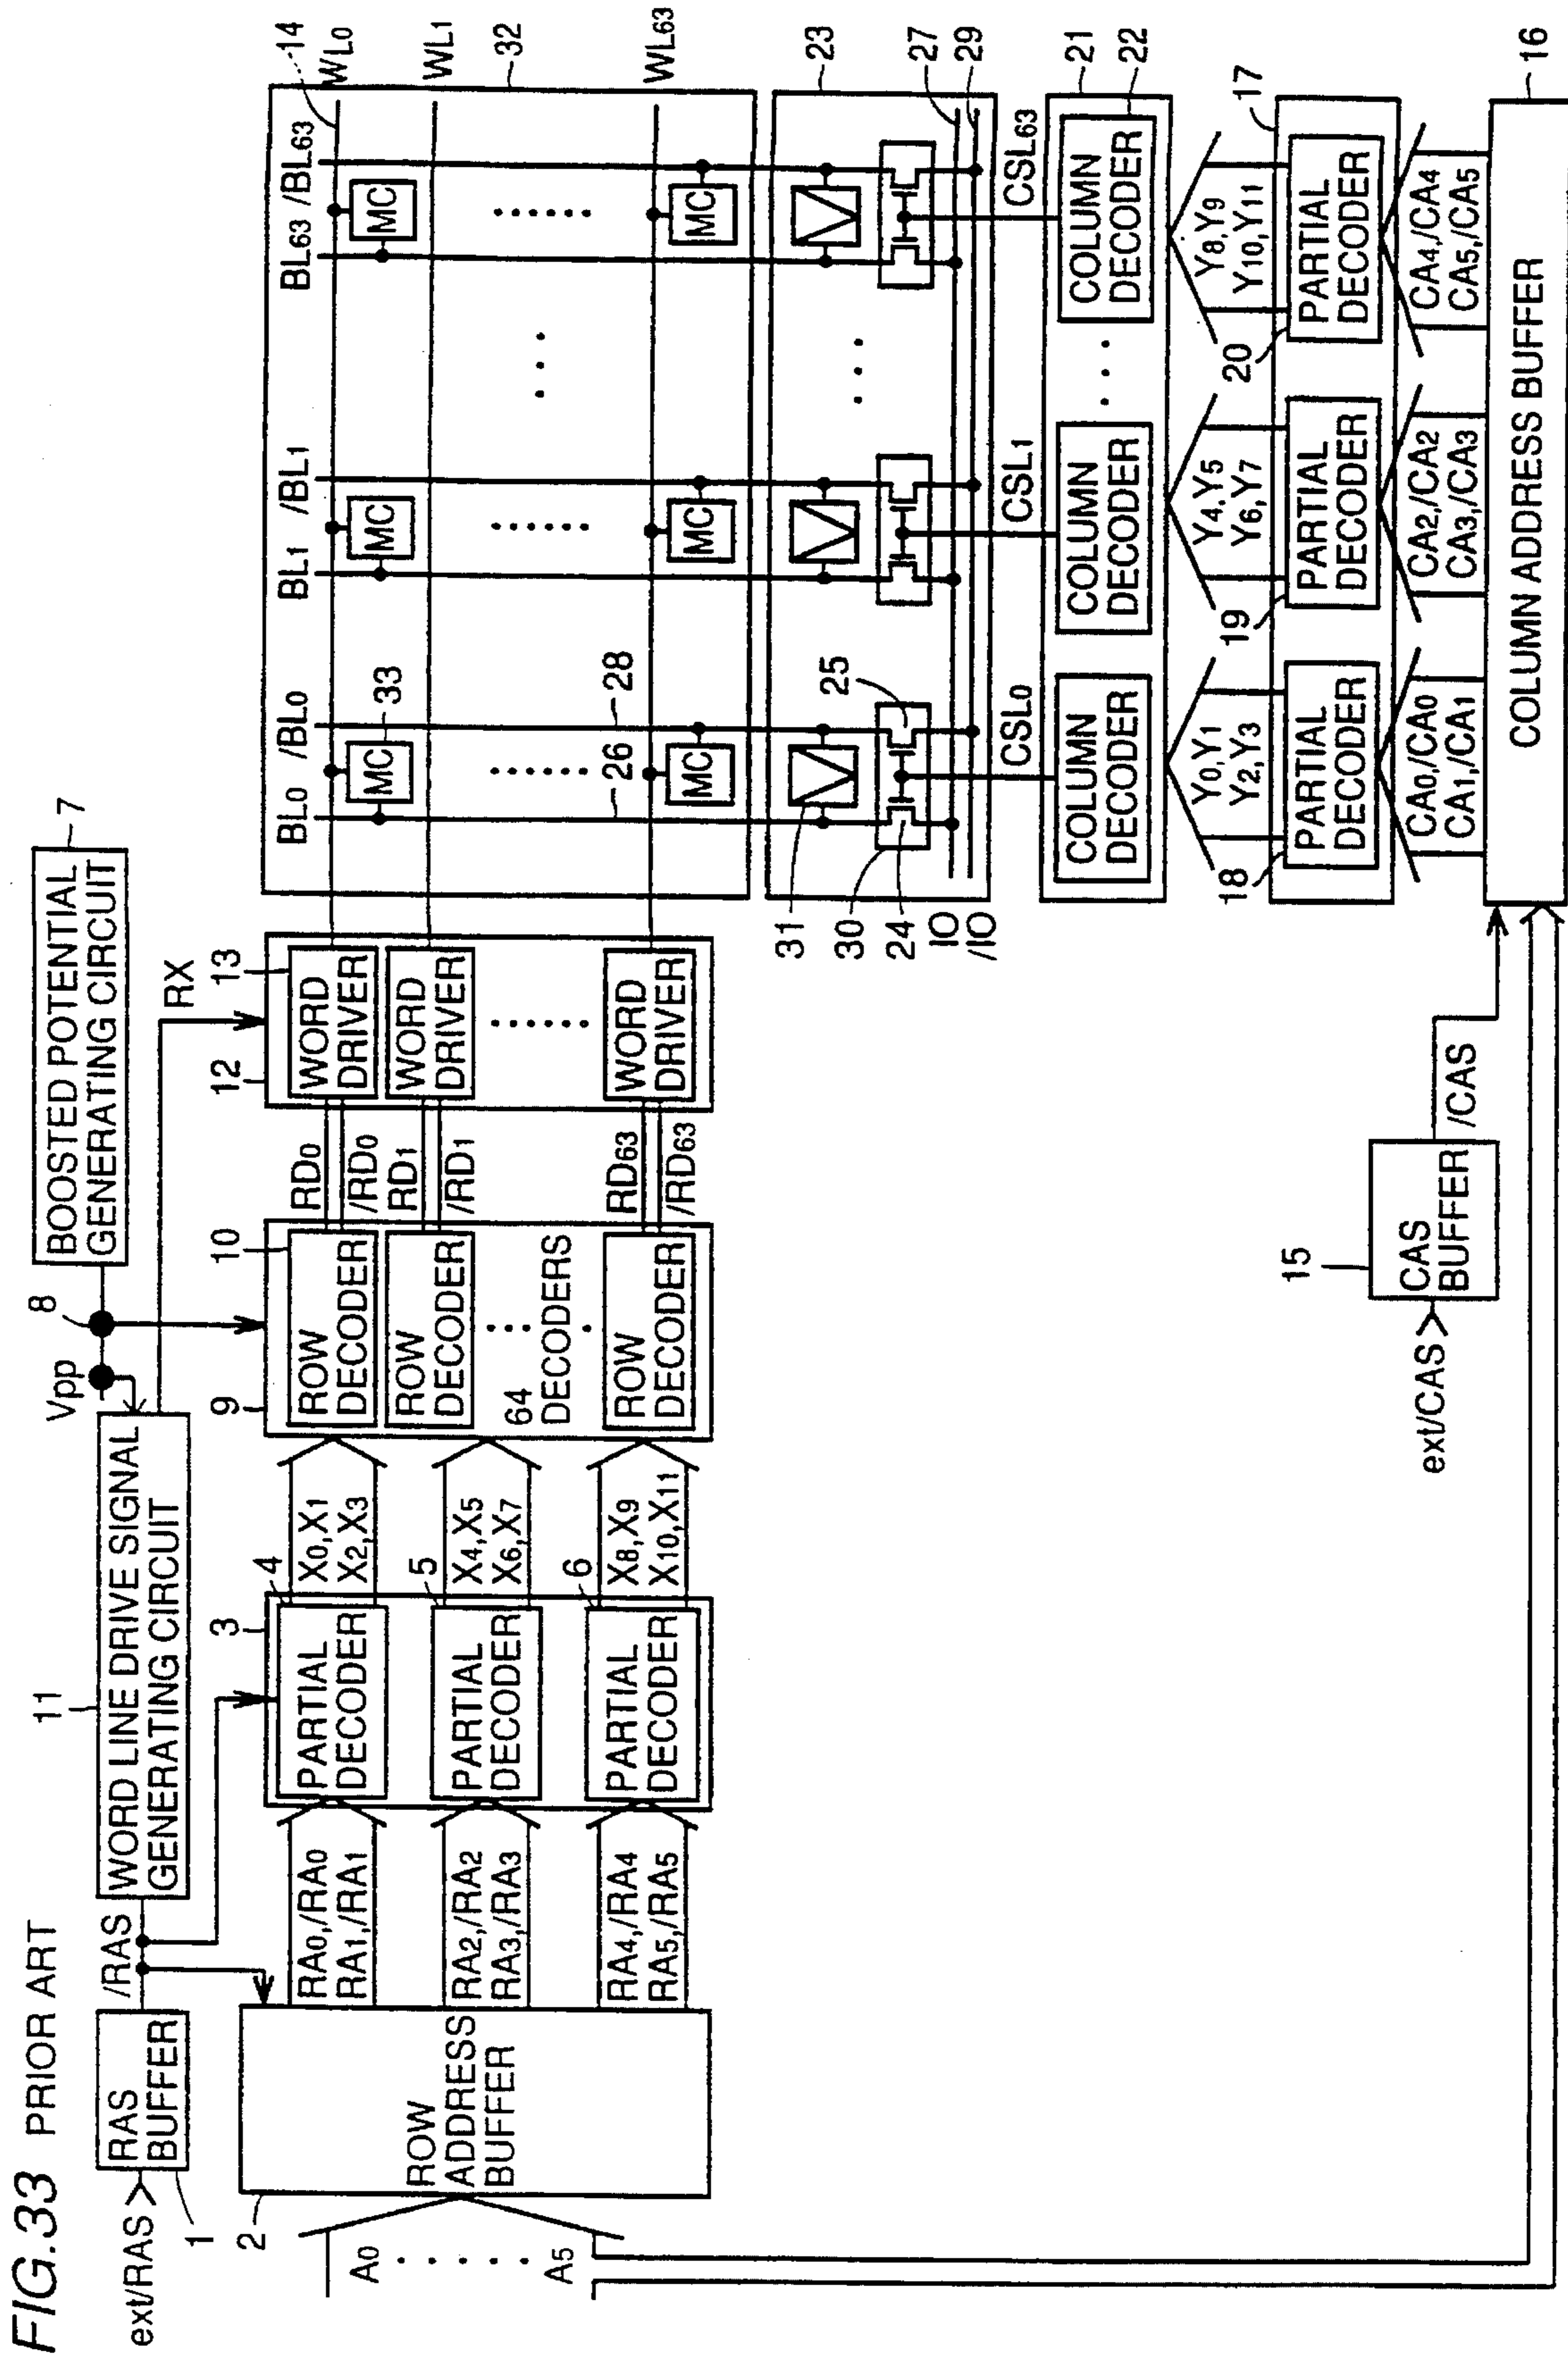 FIG.33 PRIOR ART
ext/RAS
RAS
BUFFER
1
/RAS
11
WORD LINE DRIVE SIGNAL
GENERATING CIRCUIT
Vpp
8
BOOSTED POTENTIAL
GENERATING CIRCUIT
7
RX
2
ROW
ADDRESS
BUFFER
A0
A5
RA0,/RA0
RA1,/RA1
RA2,/RA2
RA3,/RA3
RA4,/RA4
RA5,/RA5
3
4
PARTIAL
DECODER
5
PARTIAL
DECODER
6
PARTIAL
DECODER
X0,X1
X2,X3
X4,X5
X6,X7
X8,X9
X10,X11
9
10
ROW
DECODER
ROW
DECODER
64
DECODERS
ROW
DECODER
RD0
/RD0
RD1
/RD1
RD63
/RD63
12
13
WORD
DRIVER
WORD
DRIVER
WORD
DRIVER
BL0
/BL0
BL1
/BL1
BL63
/BL63
14
WL0
WL1
32
WL63
MC
33
MC
MC
26
28
MC
MC
MC
31
30
24
25
23
27
29
IO
/IO
CSL0
CSL1
CSL63
COLUMN
DECODER
COLUMN
DECODER
COLUMN
DECODER
21
22
Y0,Y1
Y2,Y3
Y4,Y5
Y6,Y7
Y8,Y9
Y10,Y11
17
18
PARTIAL
DECODER
19
PARTIAL
DECODER
20
PARTIAL
DECODER
CA0,/CA0
CA1,/CA1
CA2,/CA2
CA3,/CA3
CA4,/CA4
CA5,/CA5
COLUMN ADDRESS BUFFER
16
ext/CAS
15
CAS
BUFFER
/CAS